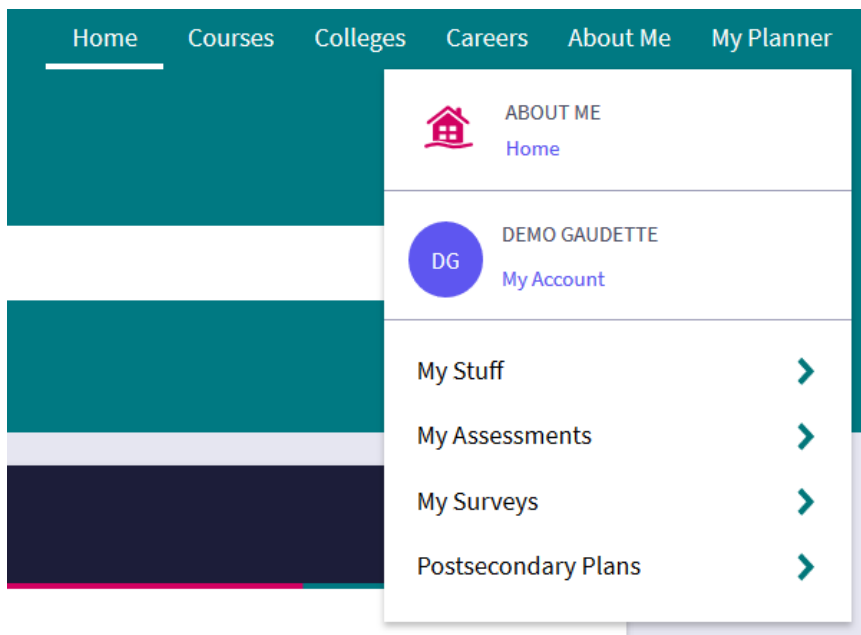 Home Courses Colleges Careers About Me My Planner
ABOUT ME
Home
DG
DEMO GAUDETTE
My Account
My Stuff
My Assessments
My Surveys
Postsecondary Plans